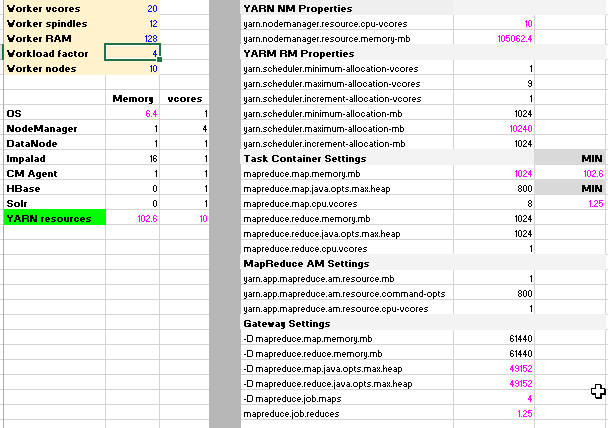 Worker vcores 20
Worker spindles 12
Worker RAM 128
Workload factor 4
Worker nodes 10
Memory vcores
OS 6.4 1
NodeManager 1 4
DataNode 1 1
Impalad 16 1
CM Agent 1 1
HBase 0 1
Solr 0 1
YARN resources 102.6 10
YARN NM Properties
yarn.nodemanager.resource.cpu-vcores 10
yarn.nodemanager.resource.memory-mb 105062.4
YARM RM Properties
yarn.scheduler.minimum-allocation-vcores 1
yarn.scheduler.maximum-allocation-vcores 9
yarn.scheduler.increment-allocation-vcores 1
yarn.scheduler.minimum-allocation-mb 1024
yarn.scheduler.maximum-allocation-mb 10240
yarn.scheduler.increment-allocation-mb 1024
Task Container Settings MIN
mapreduce.map.memory.mb 1024 102.6
mapreduce.map.java.opts.max.heap 800 MIN
mapreduce.map.cpu.vcores 8 1.25
mapreduce.reduce.memory.mb 1024
mapreduce.reduce.java.opts.max.heap 1024
mapreduce.reduce.cpu.vcores 1
MapReduce AM Settings
yarn.app.mapreduce.am.resource.mb 1
yarn.app.mapreduce.am.resource.command-opts 800
yarn.app.mapreduce.am.resource.cpu-vcores 1
Gateway Settings
-D mapreduce.map.memory.mb 61440
-D mapreduce.reduce.memory.mb 61440
-D mapreduce.map.java.opts.max.heap 49152
-D mapreduce.reduce.java.opts.max.heap 49152
-D mapreduce.job.maps 4
mapreduce.job.reduces 1.25